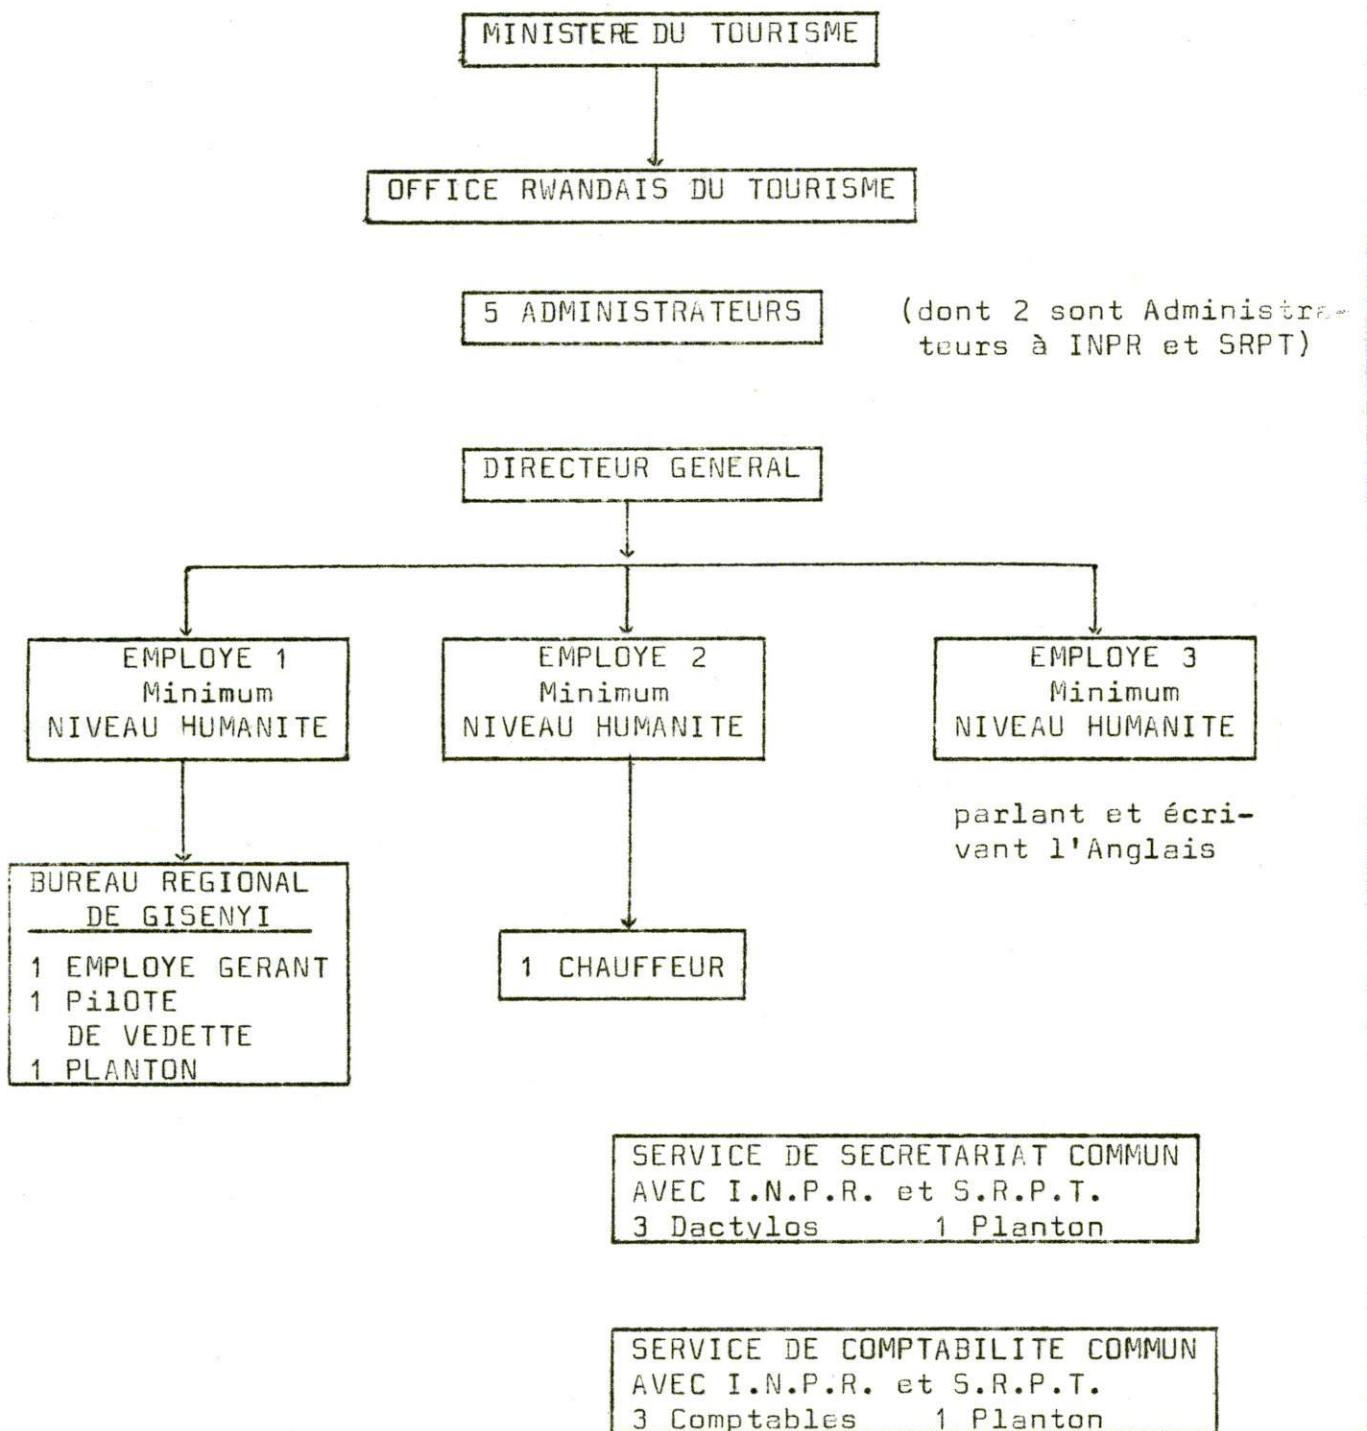 MINISTERE DU TOURISME
OFFICE RWANDAIS DU TOURISME
5 ADMINISTRATEURS
(dont 2 sont Administra-
teurs à INPR et SRPT)
DIRECTEUR GENERAL
EMPLOYE 1
Minimum
NIVEAU HUMANITE
EMPLOYE 2
Minimum
NIVEAU HUMANITE
EMPLOYE 3
Minimum
NIVEAU HUMANITE
parlant et écri-
vant l'Anglais
BUREAU REGIONAL
DE GISENYI
1 EMPLOYE GERANT
1 PilOTE
DE VEDETTE
1 PLANTON
1 CHAUFFEUR
SERVICE DE SECRETARIAT COMMUN
AVEC I.N.P.R. et S.R.P.T.
3 Dactylos 1 Planton
SERVICE DE COMPTABILITE COMMUN
AVEC I.N.P.R. et S.R.P.T.
3 Comptables 1 Planton